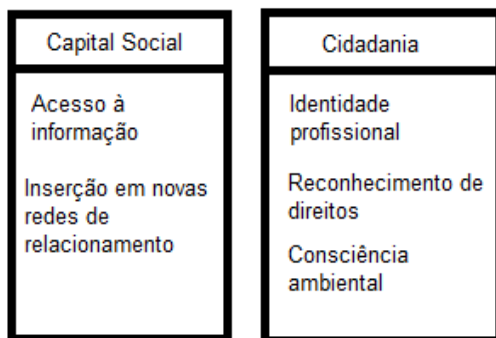 Capital Social
Acesso à
informação
Inserção em novas
redes de
relacionamento
Cidadania
Identidade
profissional
Reconhecimento de
direitos
Consciência
ambiental